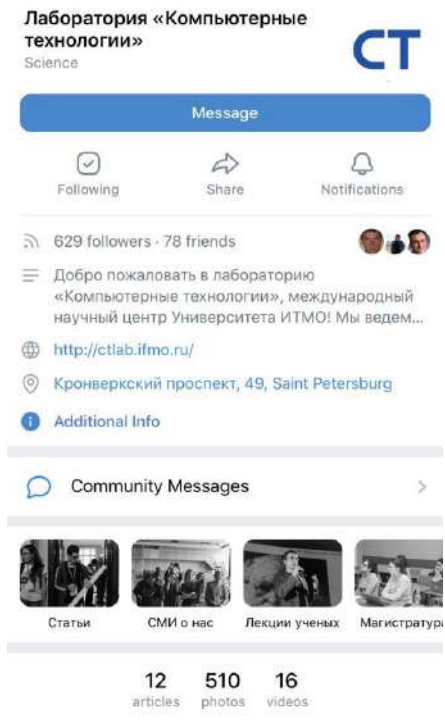 Лаборатория «Компьютерные
технологии»
Science
CT
Message
Following
Share
Notifications
629 followers · 78 friends
Добро пожаловать в лабораторию
«Компьютерные технологии», международный
научный центр Университета ИТМО! Мы ведем...
http://ctlab.ifmo.ru/
Кронверкский проспект, 49, Saint Petersburg
Additional Info
Community Messages
Статьи
СМИ о нас
Лекции ученых
Магистратура
12
articles
510
photos
16
videos